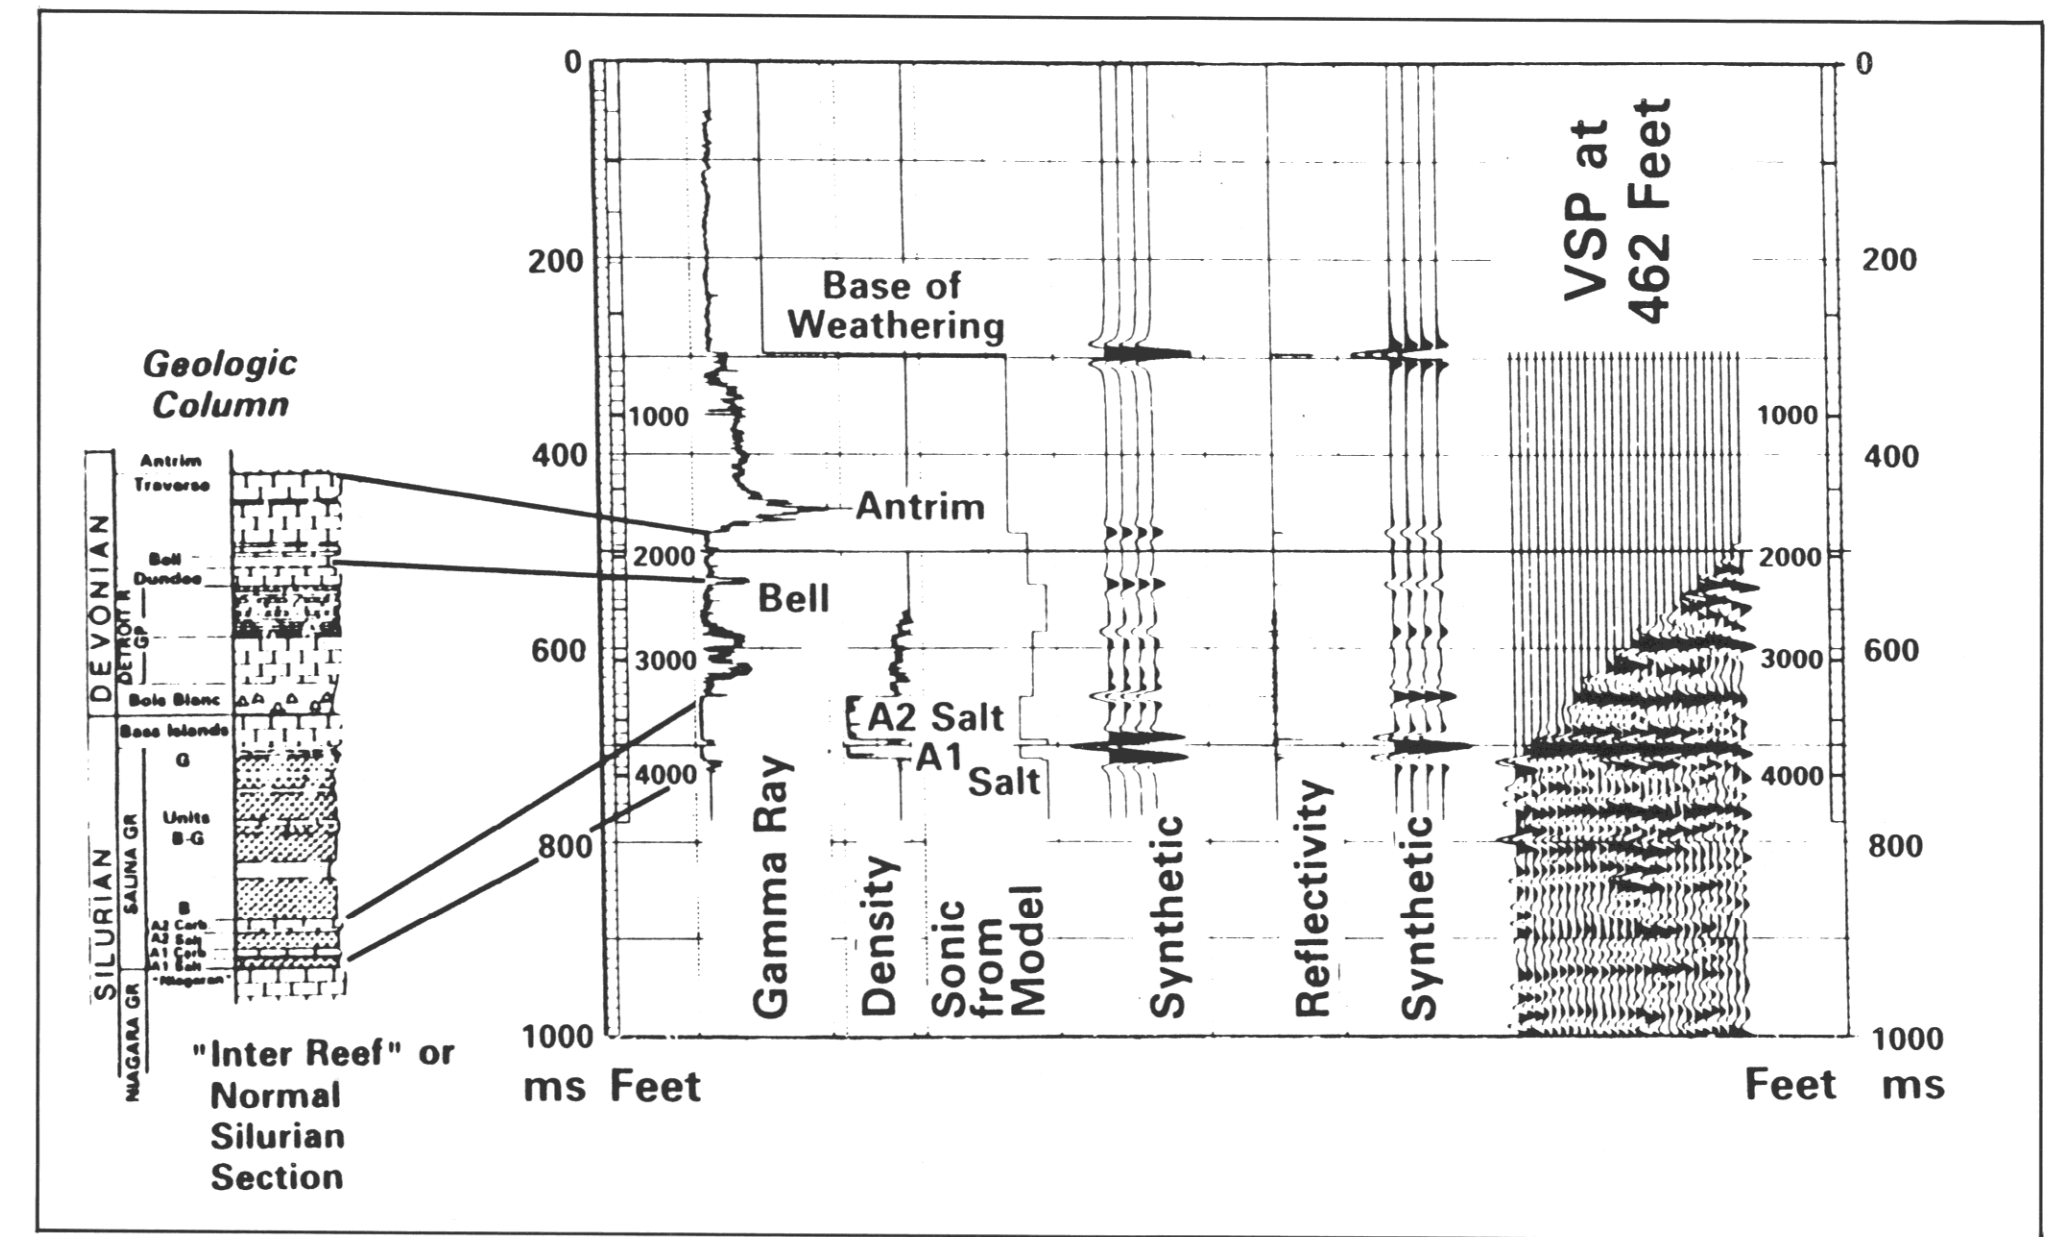 0
200
400
600
800
1000
ms Feet
1000
2000
3000
4000
Base of
Weathering
Antrim
Bell
A2 Salt
A1
Salt
Gamma Ray
Density
Sonic
from
Model
Synthetic
Reflectivity
Synthetic
VSP at
462 Feet
0
200
400
600
800
1000
1000
2000
3000
4000
Feet ms
Geologic
Column
DEVONIAN
SILURIAN
DETROIT R
GP
SALINA GR
NIAGARA GR
Antrim
Traverse
Bell
Dundee
Bois Blanc
Bass Islands
G
Units
B-G
B
A2 Carb
A2 Salt
A1 Carb
A1 Salt
"Niagaran"
"Inter Reef" or
Normal
Silurian
Section